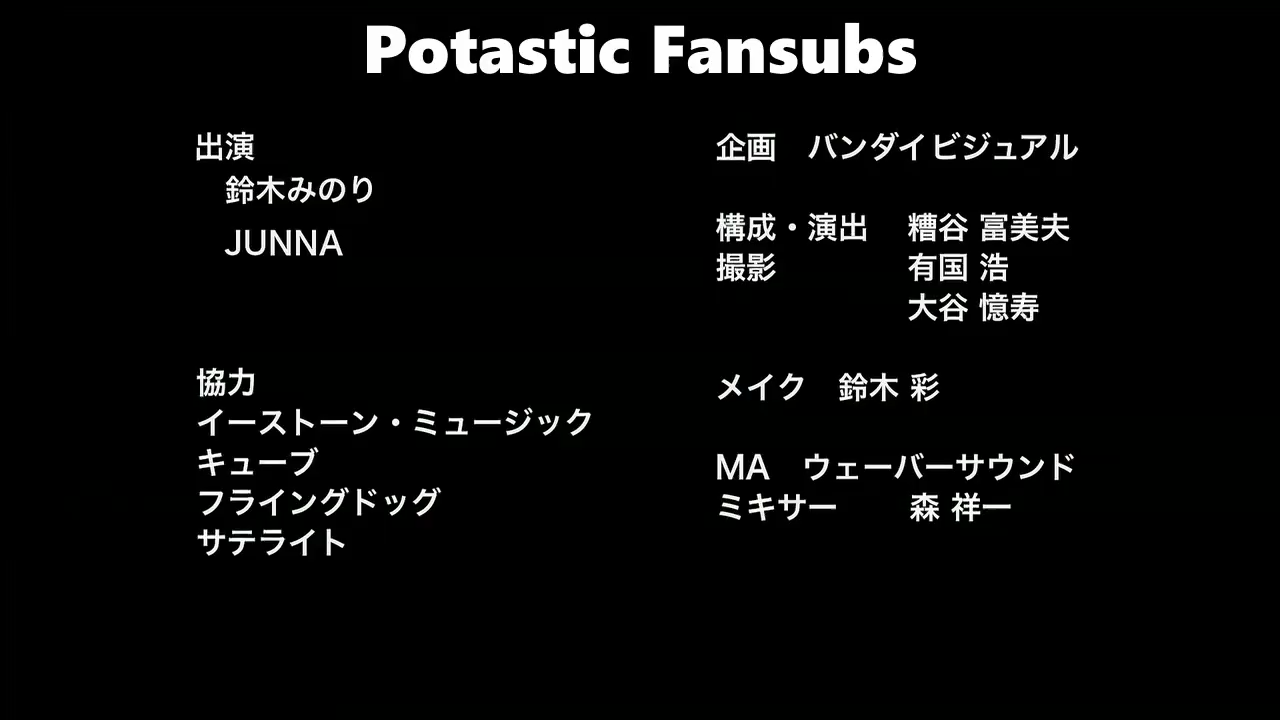 Potastic Fansubs
出演
鈴木みのり
JUNNA
協力
イーストーン・ミュージック
キューブ
フライングドッグ
サテライト
企画　バンダイビジュアル
構成・演出　糟谷 富美夫
撮影　有国 浩
大谷 憶寿
メイク　鈴木 彩
MA　ウェーバーサウンド
ミキサー　森 祥一